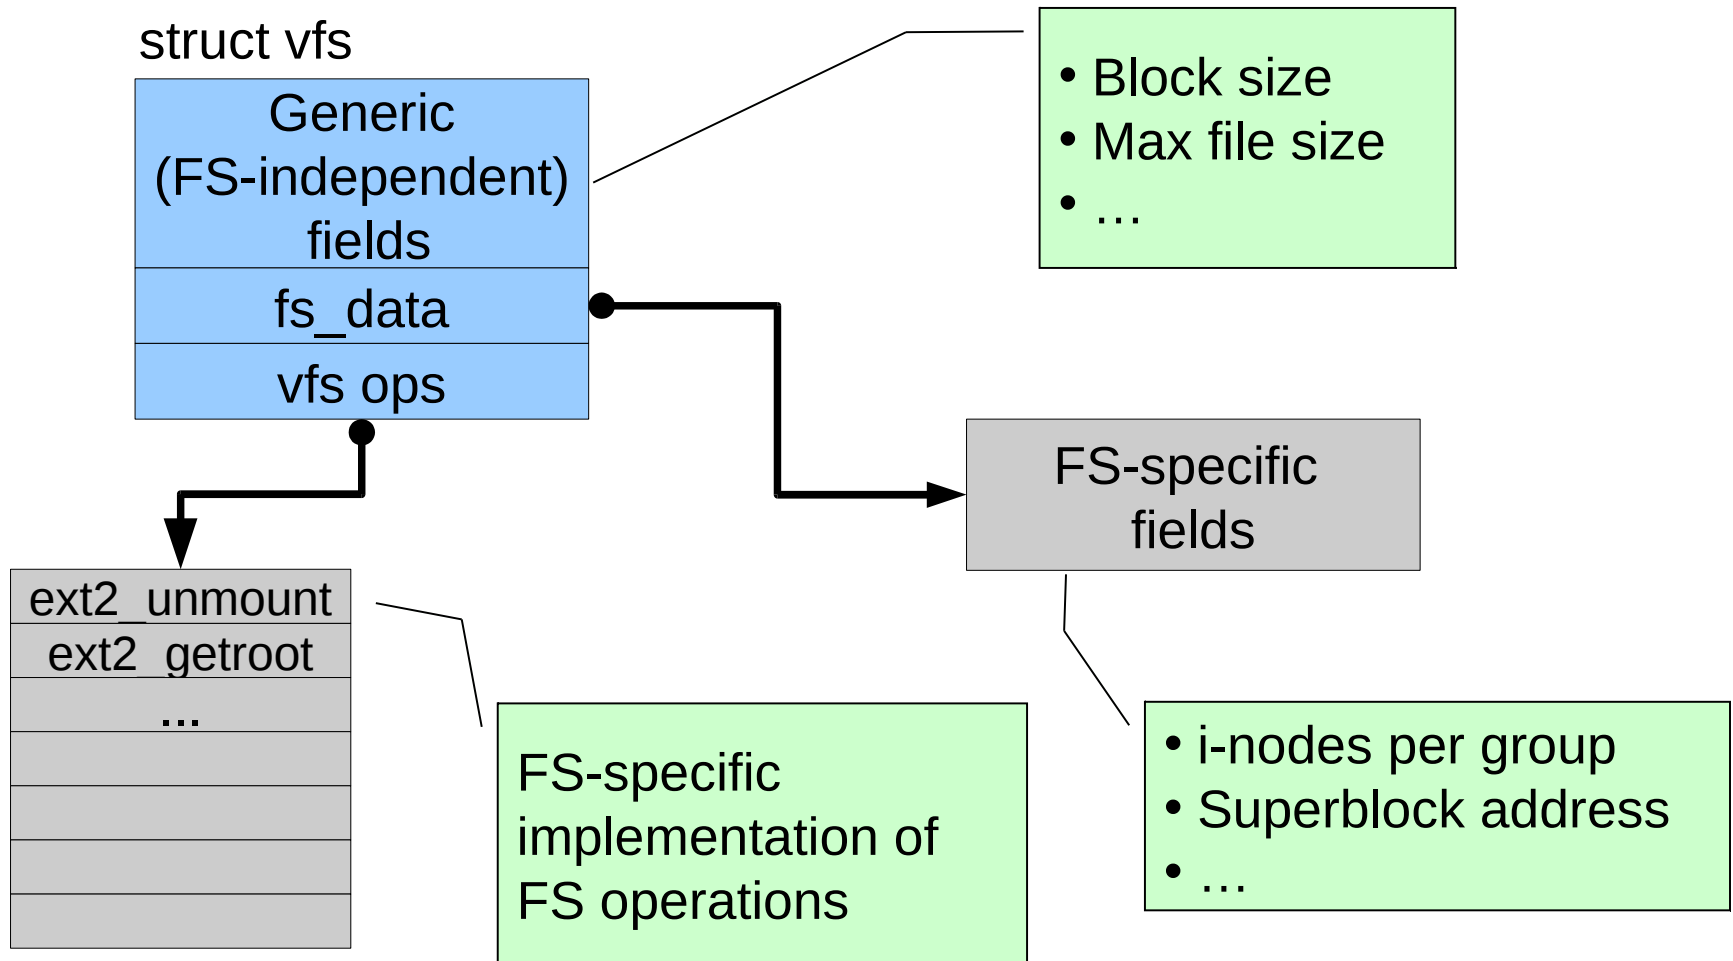 struct vfs
Generic
(FS-independent)
fields
fs_data
vfs ops
• Block size
• Max file size
• …
FS-specific
fields
ext2_unmount
ext2_getroot
...
FS-specific
implementation of
FS operations
• i-nodes per group
• Superblock address
• …